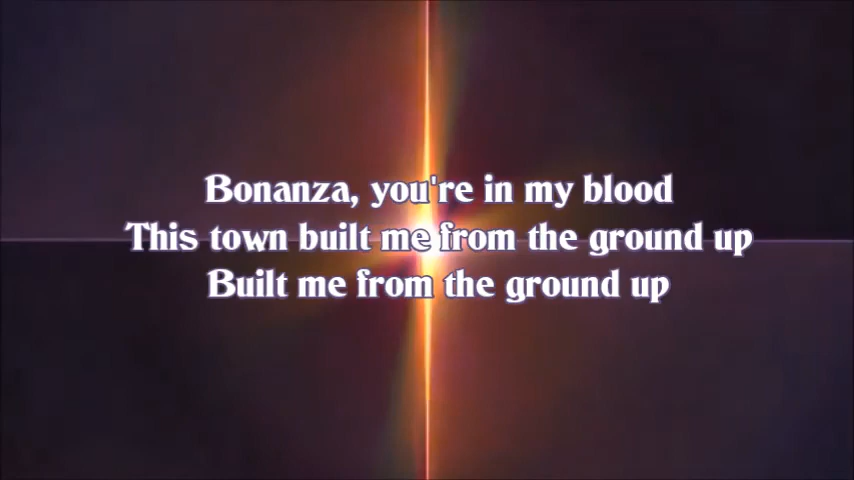 Bonanza, you're in my blood
This town built me from the ground up
Built me from the ground up